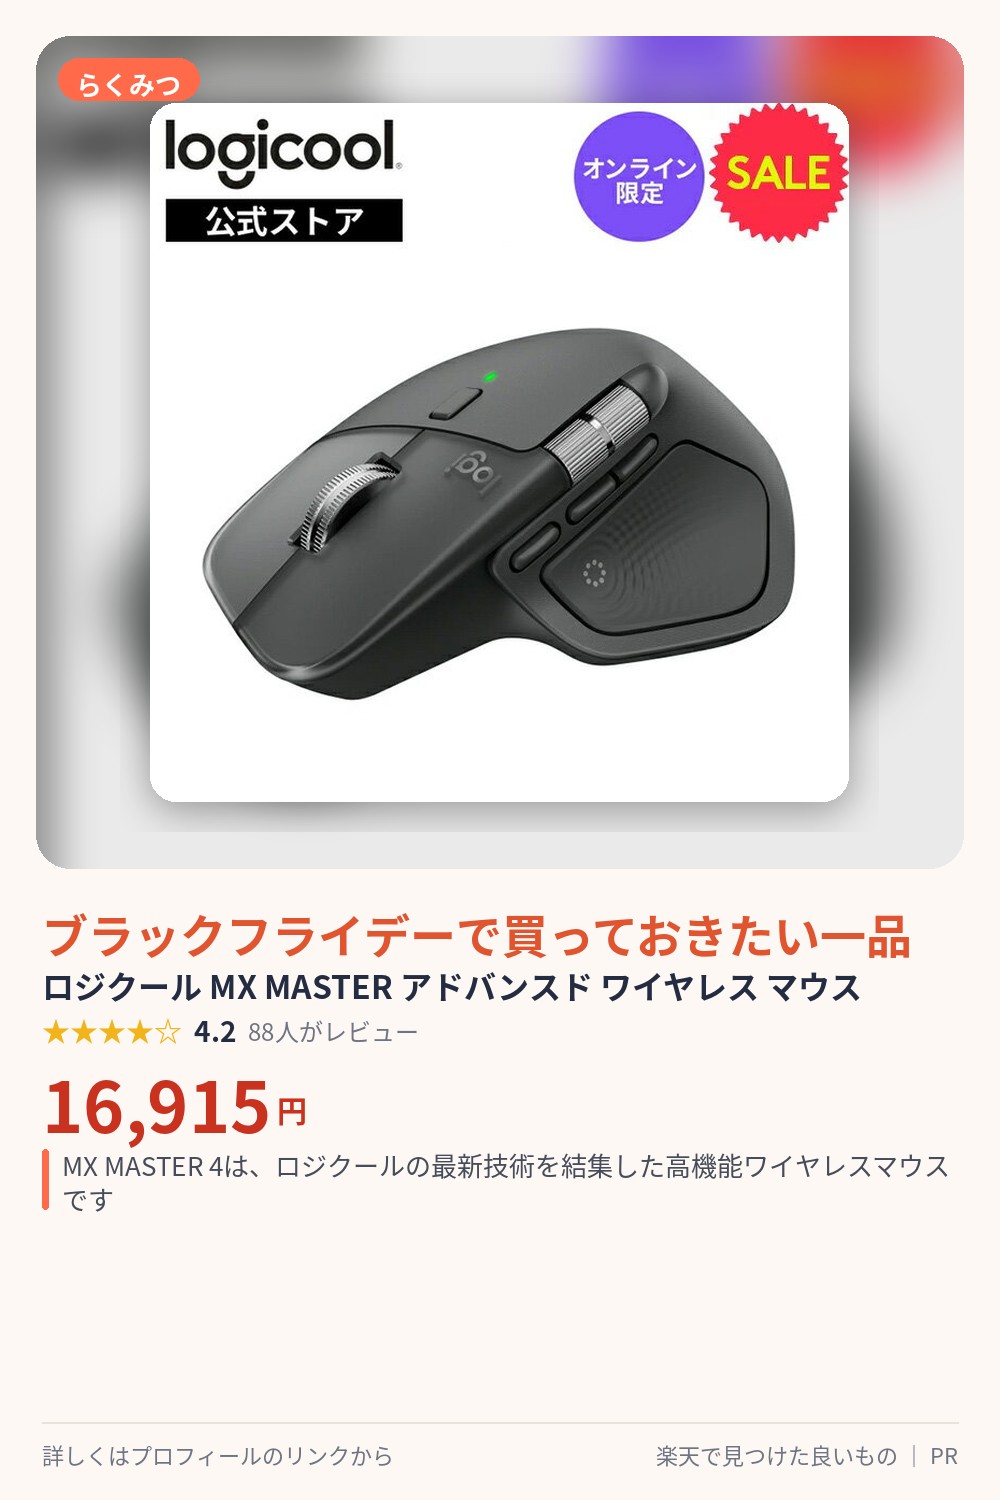 らくみつ
logicool
公式ストア
オンライン
限定
SALE
logi
ブラックフライデーで買っておきたい一品
ロジクール MX MASTER アドバンスド ワイヤレス マウス
★★★★☆ 4.2 88人がレビュー
16,915円
MX MASTER 4は、ロジクールの最新技術を結集した高機能ワイヤレスマウス
です
詳しくはプロフィールのリンクから
楽天で見つけた良いもの | PR